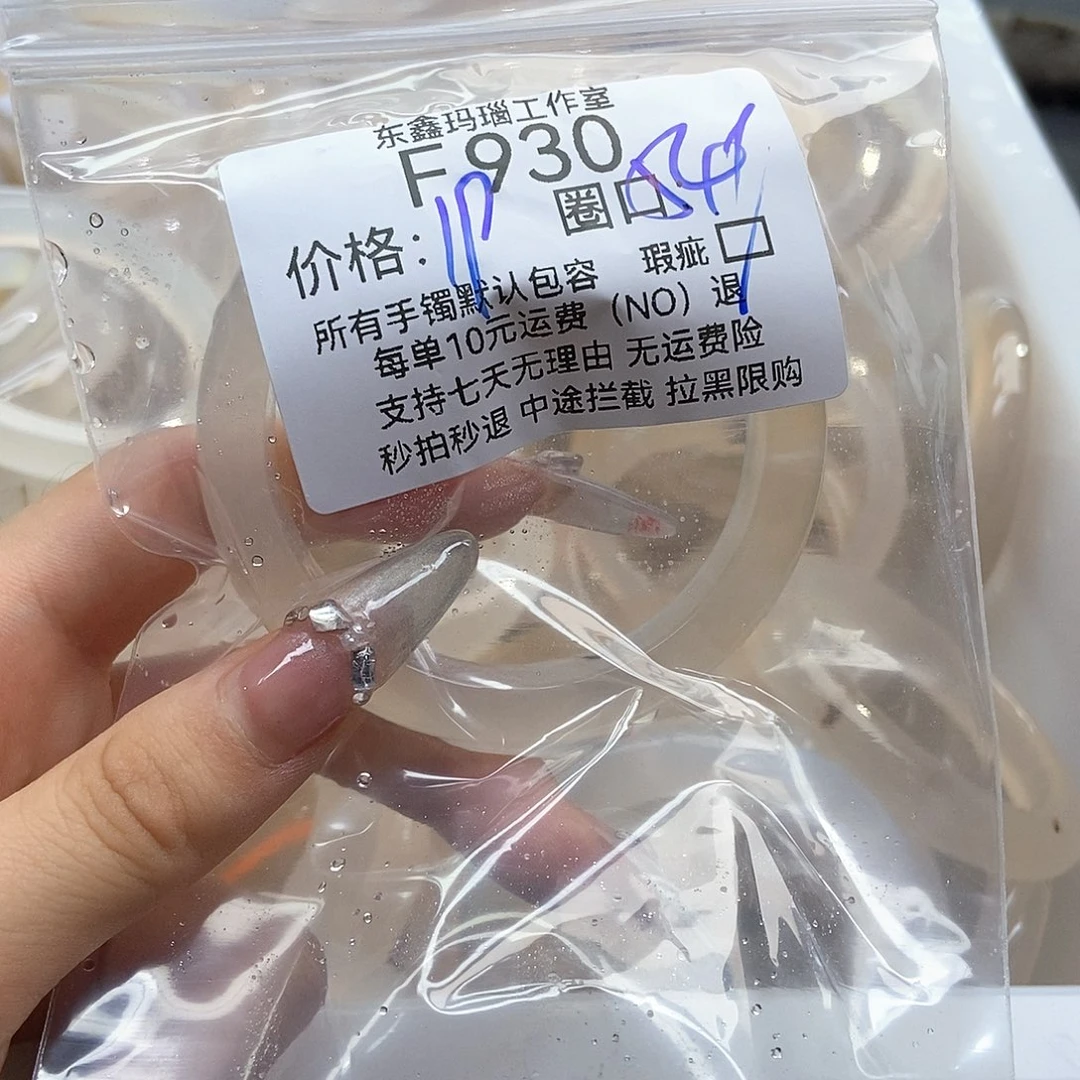 东鑫玛瑙工作室
F930
圈口:54
价格:
瑕疵
所有手镯默认包容
每单10元运费（NO）退
支持七天无理由 无运费险
秒拍秒退 中途拦截 拉黑限购